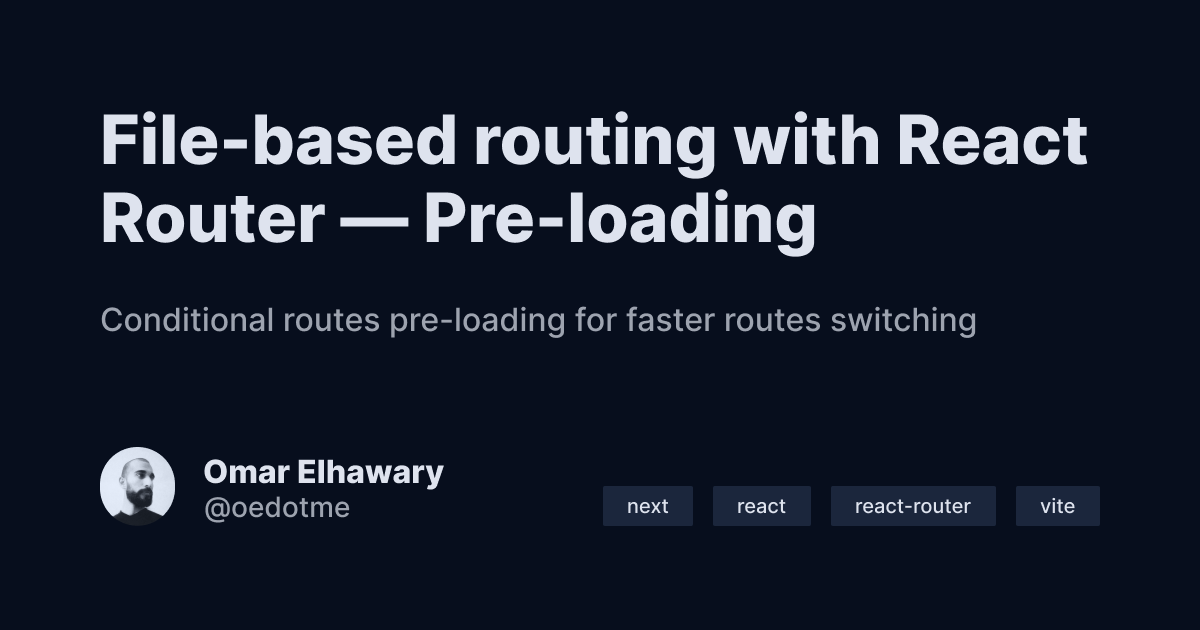 File-based routing with React
Router — Pre-loading
Conditional routes pre-loading for faster routes switching
Omar Elhawary
@oedotme
next
react
react-router
vite